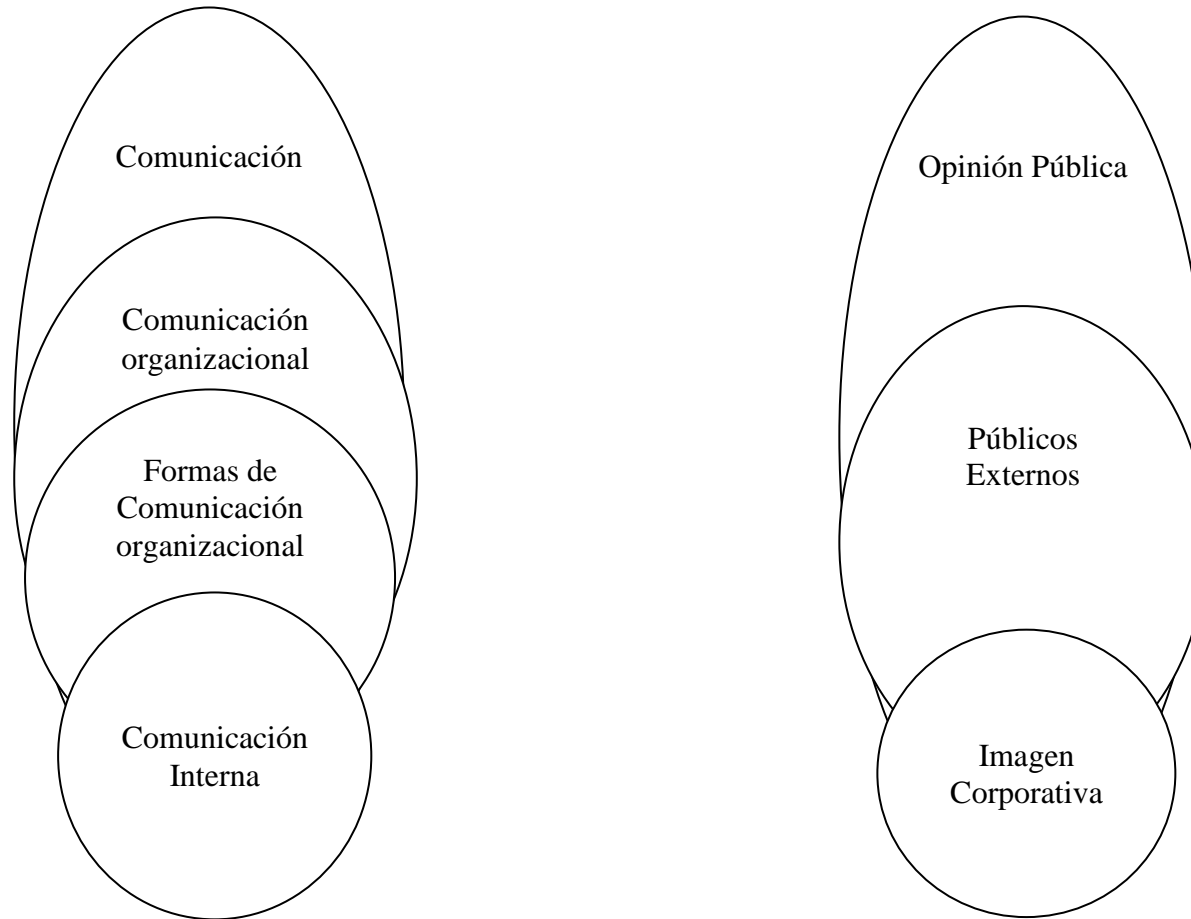 Comunicación
Comunicación
organizacional
Formas de
Comunicación
organizacional
Comunicación
Interna
Opinión Pública
Públicos
Externos
Imagen
Corporativa